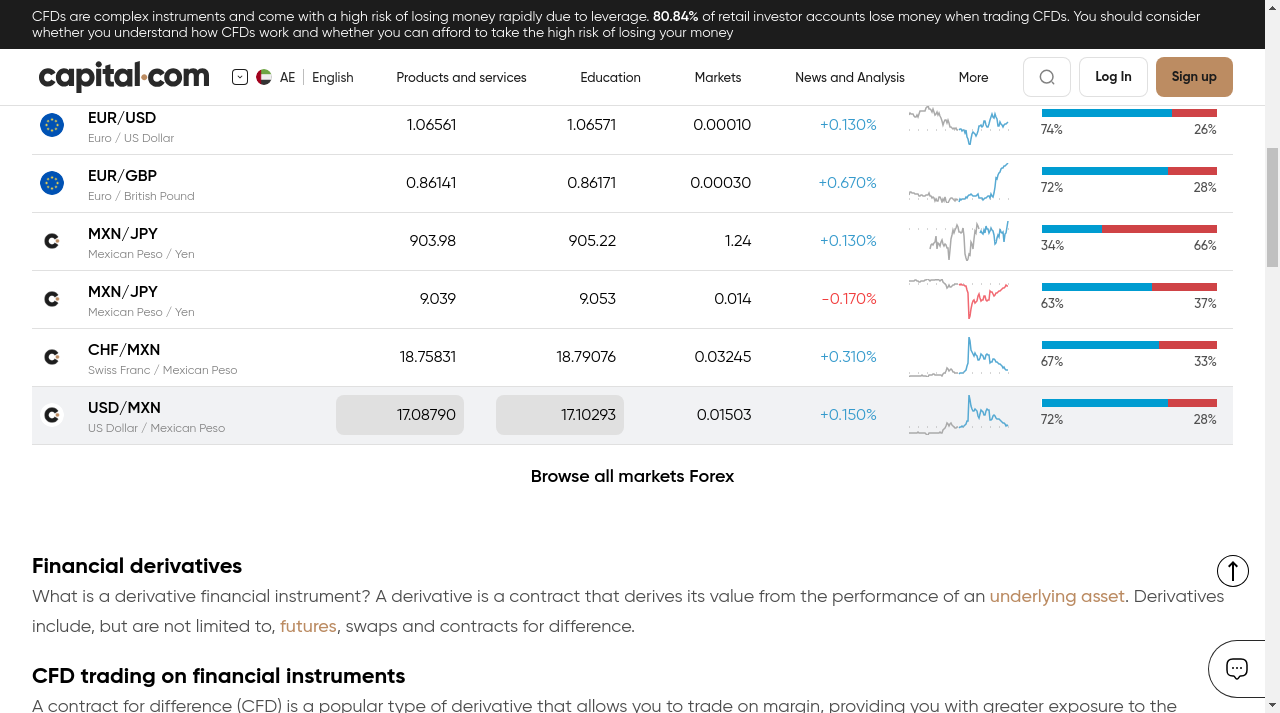 CFDs are complex instruments and come with a high risk of losing money rapidly due to leverage. 80.84% of retail investor accounts lose money when trading CFDs. You should consider
whether you understand how CFDs work and whether you can afford to take the high risk of losing your money
capital.com AE English Products and services Education Markets News and Analysis More Log In Sign up
EUR/USD 1.06561 1.06571 0.00010 +0.130%
Euro / US Dollar 74% 26%
EUR/GBP 0.86141 0.86171 0.00030 +0.670%
Euro / British Pound 72% 28%
MXN/JPY 903.98 905.22 1.24 +0.130%
Mexican Peso / Yen 34% 66%
MXN/JPY 9.039 9.053 0.014 -0.170%
Mexican Peso / Yen 63% 37%
CHF/MXN 18.75831 18.79076 0.03245 +0.310%
Swiss Franc / Mexican Peso 67% 33%
USD/MXN 17.08790 17.10293 0.01503 +0.150%
US Dollar / Mexican Peso 72% 28%
Browse all markets Forex
Financial derivatives
What is a derivative financial instrument? A derivative is a contract that derives its value from the performance of an underlying asset. Derivatives
include, but are not limited to, futures, swaps and contracts for difference.
CFD trading on financial instruments
A contract for difference (CFD) is a popular type of derivative that allows you to trade on margin, providing you with greater exposure to the